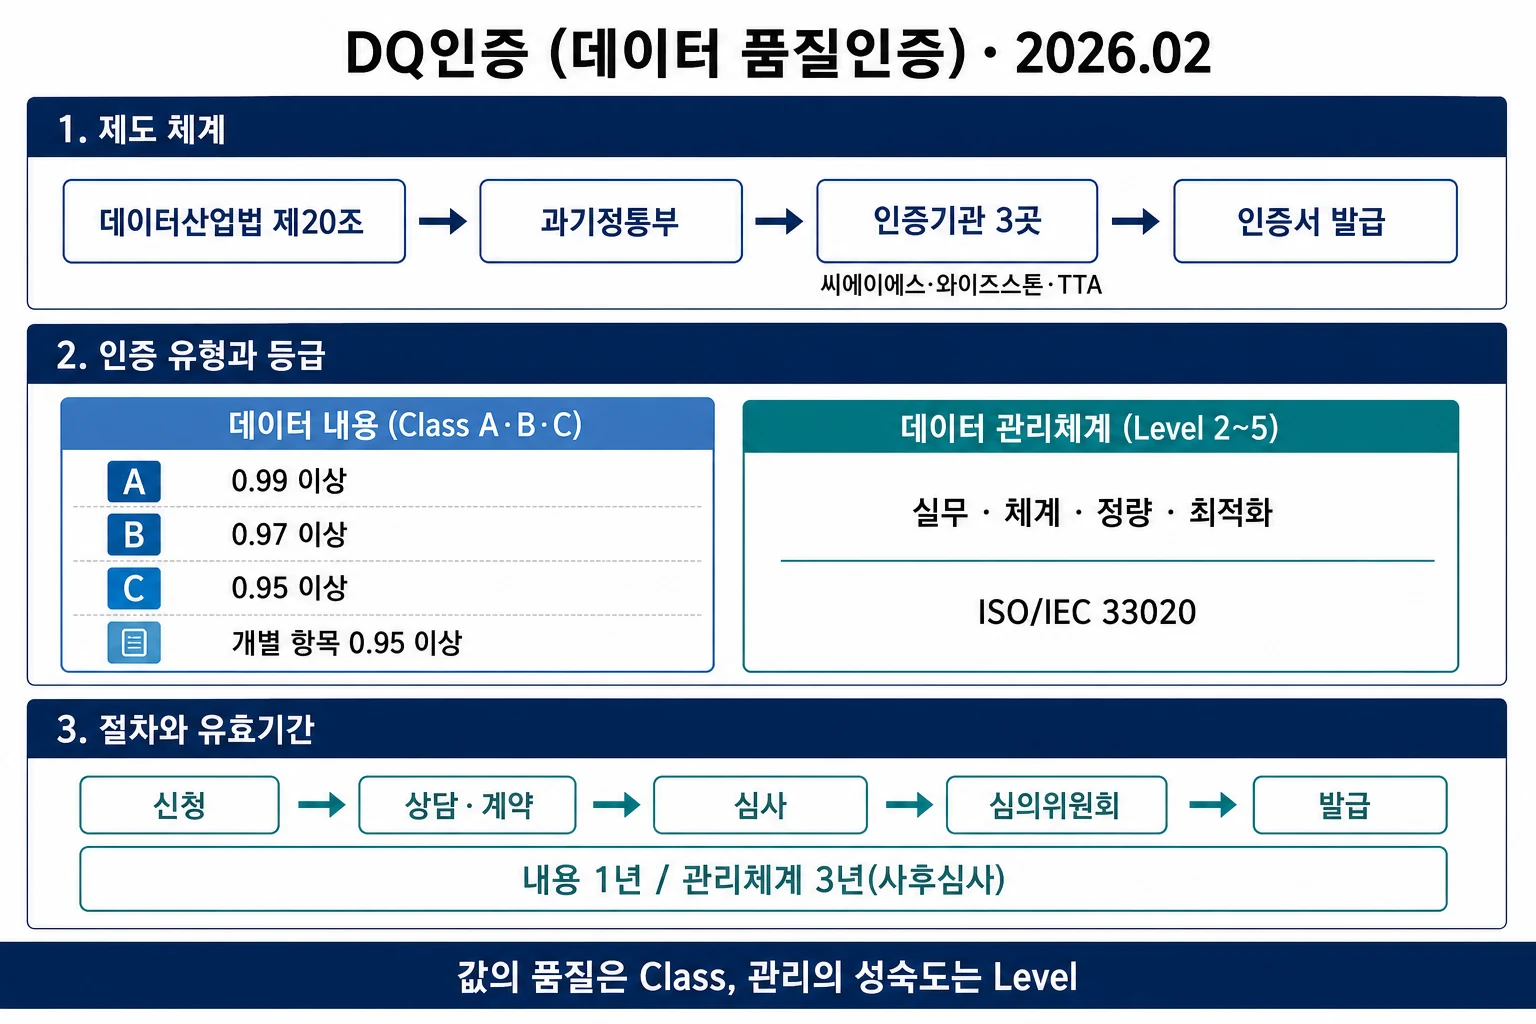 DQ인증 (데이터 품질인증) · 2026.02
1. 제도 체계
데이터산업법 제20조
과기정통부
인증기관 3곳
인증서 발급
씨에이에스·와이즈스톤·TTA
2. 인증 유형과 등급
데이터 내용 (Class A·B·C)
A 0.99 이상
B 0.97 이상
C 0.95 이상
개별 항목 0.95 이상
데이터 관리체계 (Level 2~5)
실무 · 체계 · 정량 · 최적화
ISO/IEC 33020
3. 절차와 유효기간
신청
상담 · 계약
심사
심의위원회
발급
내용 1년 / 관리체계 3년(사후심사)
값의 품질은 Class, 관리의 성숙도는 Level